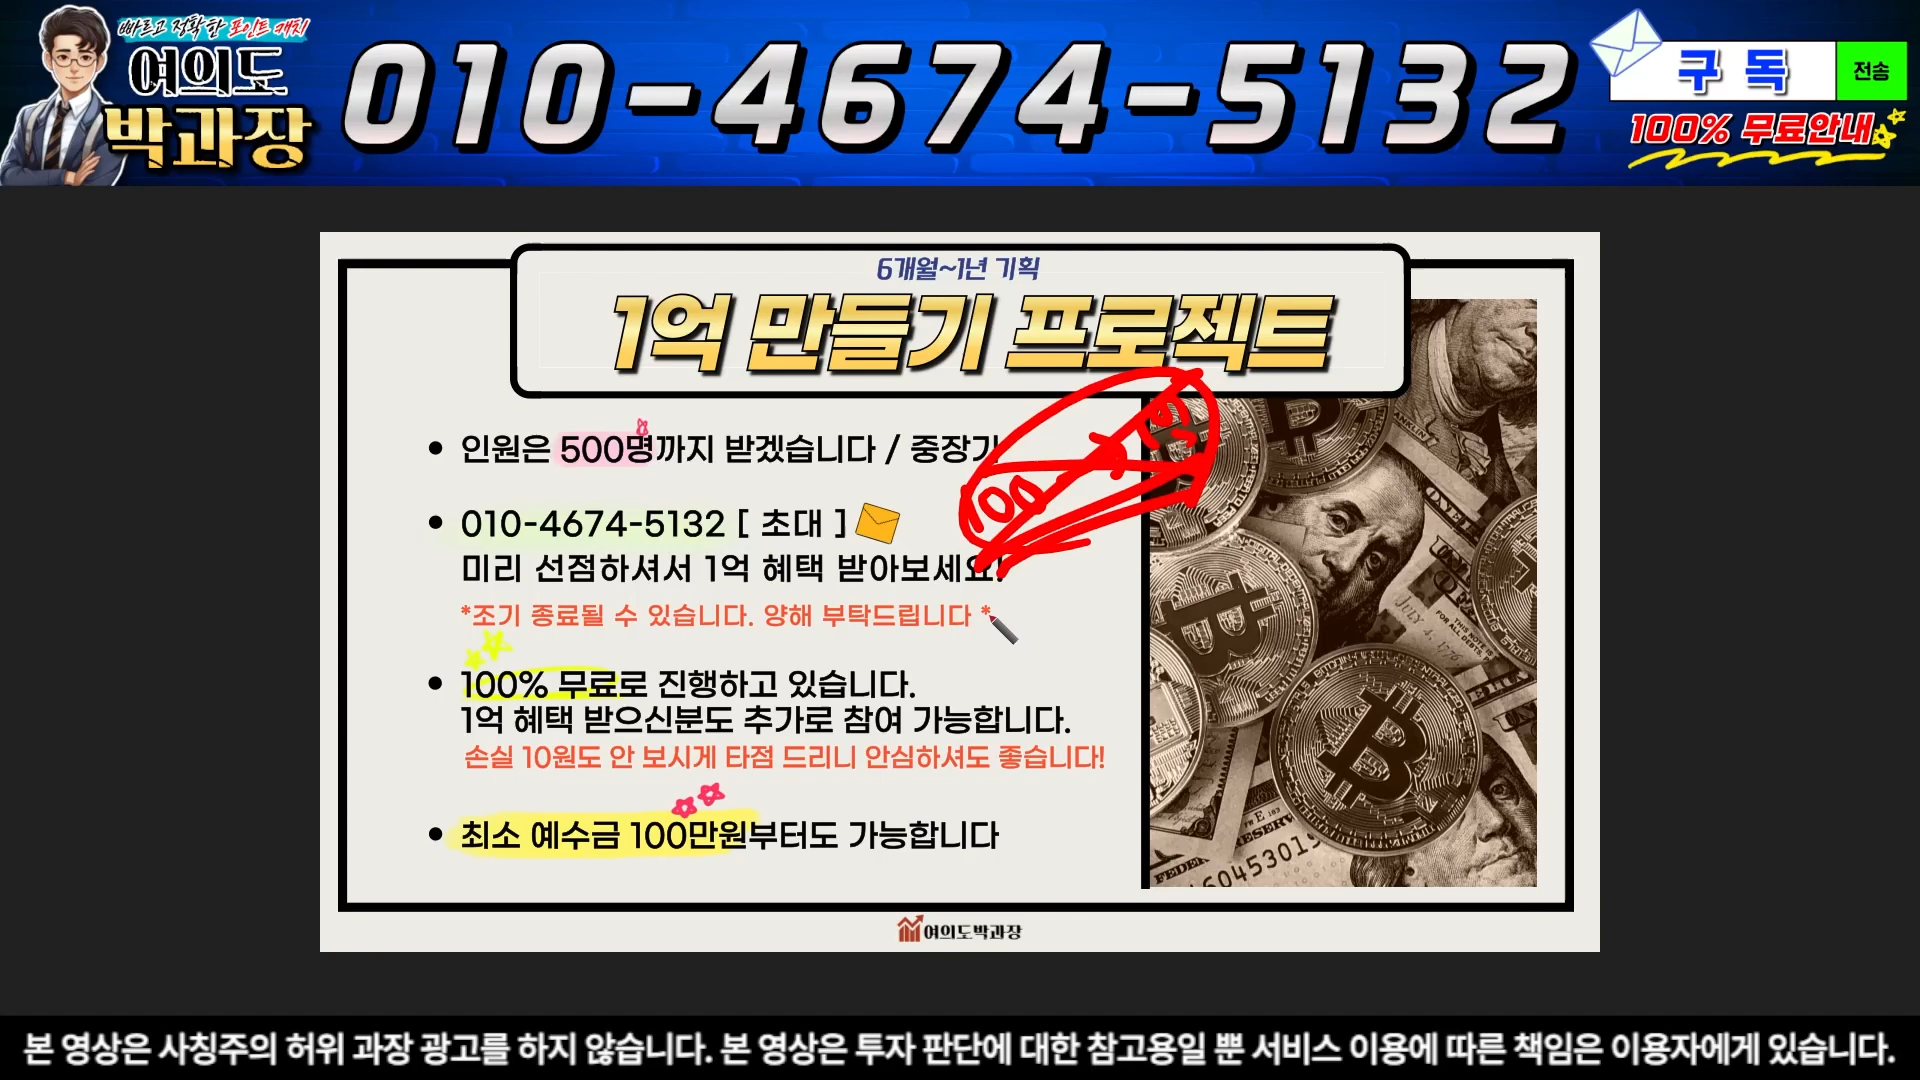 빠르고 정확한 포인트 캐치
여의도
박과장
010-4674-5132
구 독
전송
100% 무료안내
6개월~1년 기획
1억 만들기 프로젝트
• 인원은 500명까지 받겠습니다 / 중장기
• 010-4674-5132 [ 초대 ]
미리 선점하셔서 1억 혜택 받아보세요!
*조기 종료될 수 있습니다. 양해 부탁드립니다 *
• 100% 무료로 진행하고 있습니다.
1억 혜택 받으신분도 추가로 참여 가능합니다.
손실 10원도 안 보시게 타점 드리니 안심하셔도 좋습니다!
• 최소 예수금 100만원부터도 가능합니다
100
JULY 4, 1776
60453019
여의도박과장
본 영상은 사칭주의 허위 과장 광고를 하지 않습니다. 본 영상은 투자 판단에 대한 참고용일 뿐 서비스 이용에 따른 책임은 이용자에게 있습니다.